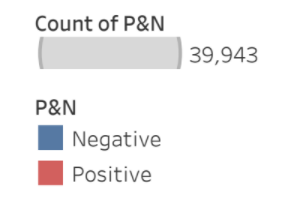 Count of P&N
39,943
P&N
Negative
Positive